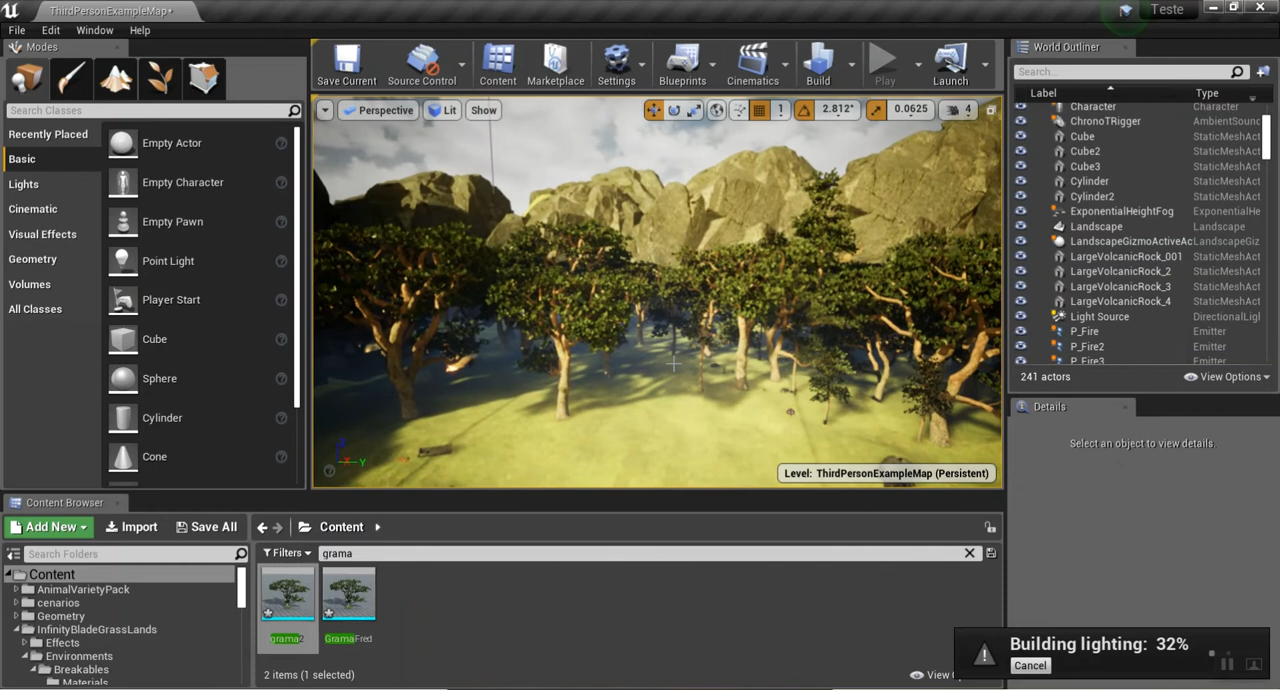 ThirdPersonExampleMap*
Teste
File Edit Window Help
Modes
Search Classes
Recently Placed
Basic
Lights
Cinematic
Visual Effects
Geometry
Volumes
All Classes
Empty Actor
Empty Character
Empty Pawn
Point Light
Player Start
Cube
Sphere
Cylinder
Cone
Save Current Source Control Content Marketplace Settings Blueprints Cinematics Build Play Launch
Perspective Lit Show 1 2.812° 0.0625 4
Level: ThirdPersonExampleMap (Persistent)
World Outliner
Search...
Label Type
Character Character
ChronoTRigger AmbientSounc
Cube StaticMeshAct
Cube2 StaticMeshAct
Cube3 StaticMeshAct
Cylinder StaticMeshAct
Cylinder2 StaticMeshAct
ExponentialHeightFog ExponentialHe
Landscape Landscape
LandscapeGizmoActiveAc LandscapeGiz
LargeVolcanicRock_001 StaticMeshAct
LargeVolcanicRock_2 StaticMeshAct
LargeVolcanicRock_3 StaticMeshAct
LargeVolcanicRock_4 StaticMeshAct
Light Source DirectionalLigl
P_Fire Emitter
P_Fire2 Emitter
P_Fire3 Emitter
241 actors View Options
Details
Select an object to view details.
Content Browser
Add New Import Save All Content
Search Folders
Content
AnimalVarietyPack
cenarios
Geometry
InfinityBladeGrassLands
Effects
Environments
Breakables
Materials
Filters grama
grama2 GramaFred
2 items (1 selected) View
Building lighting: 32%
Cancel